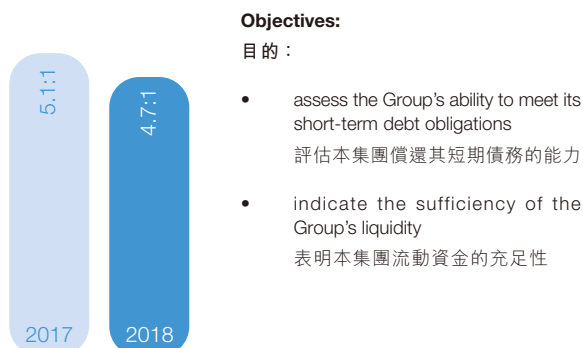 5.1:1
2017
4.7:1
2018
Objectives:
目的：
• assess the Group's ability to meet its
short-term debt obligations
評估本集團償還其短期債務的能力
• indicate the sufficiency of the
Group's liquidity
表明本集團流動資金的充足性